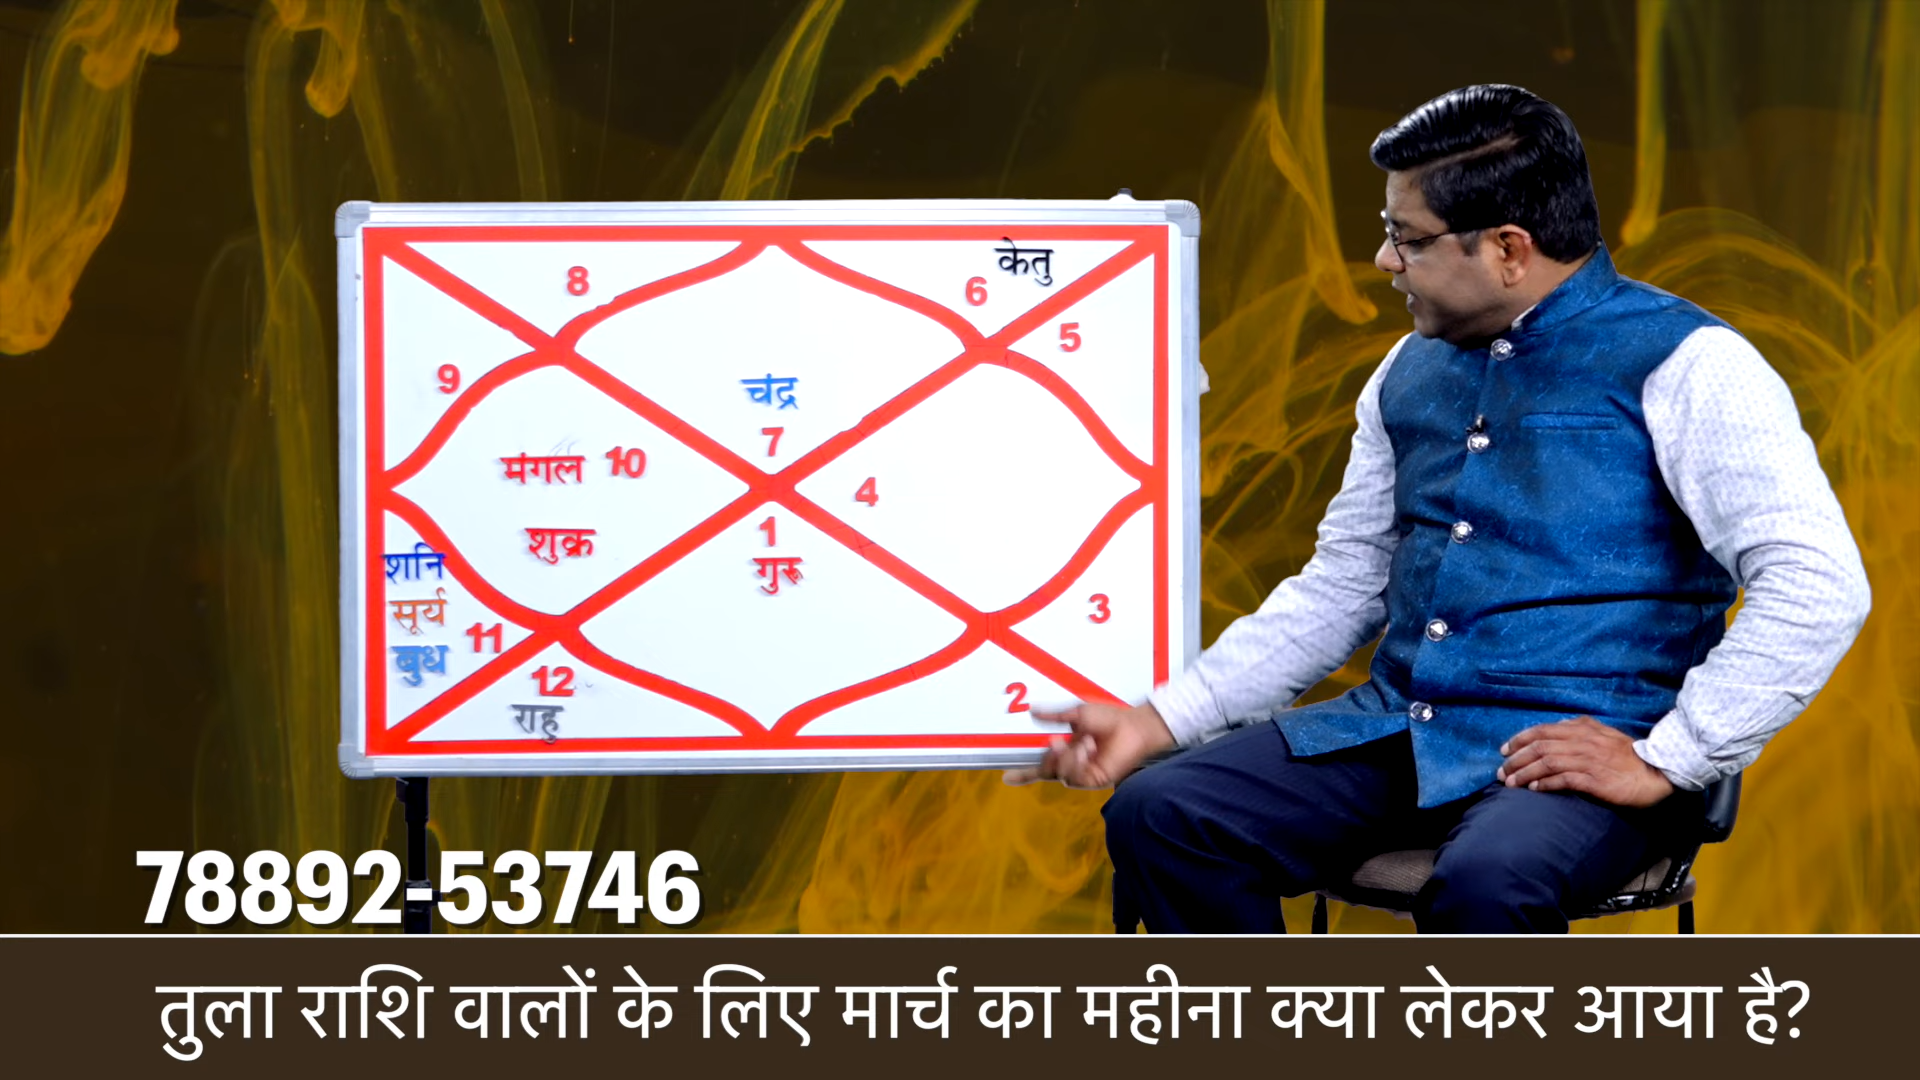 8
केतु
6
5
9
चंद्र
7
मंगल 10
4
1
शुक्र
गुरू
शनि
सूर्य
11
बुध
3
12
2
राहु
78892-53746
तुला राशि वालों के लिए मार्च का महीना क्या लेकर आया है?